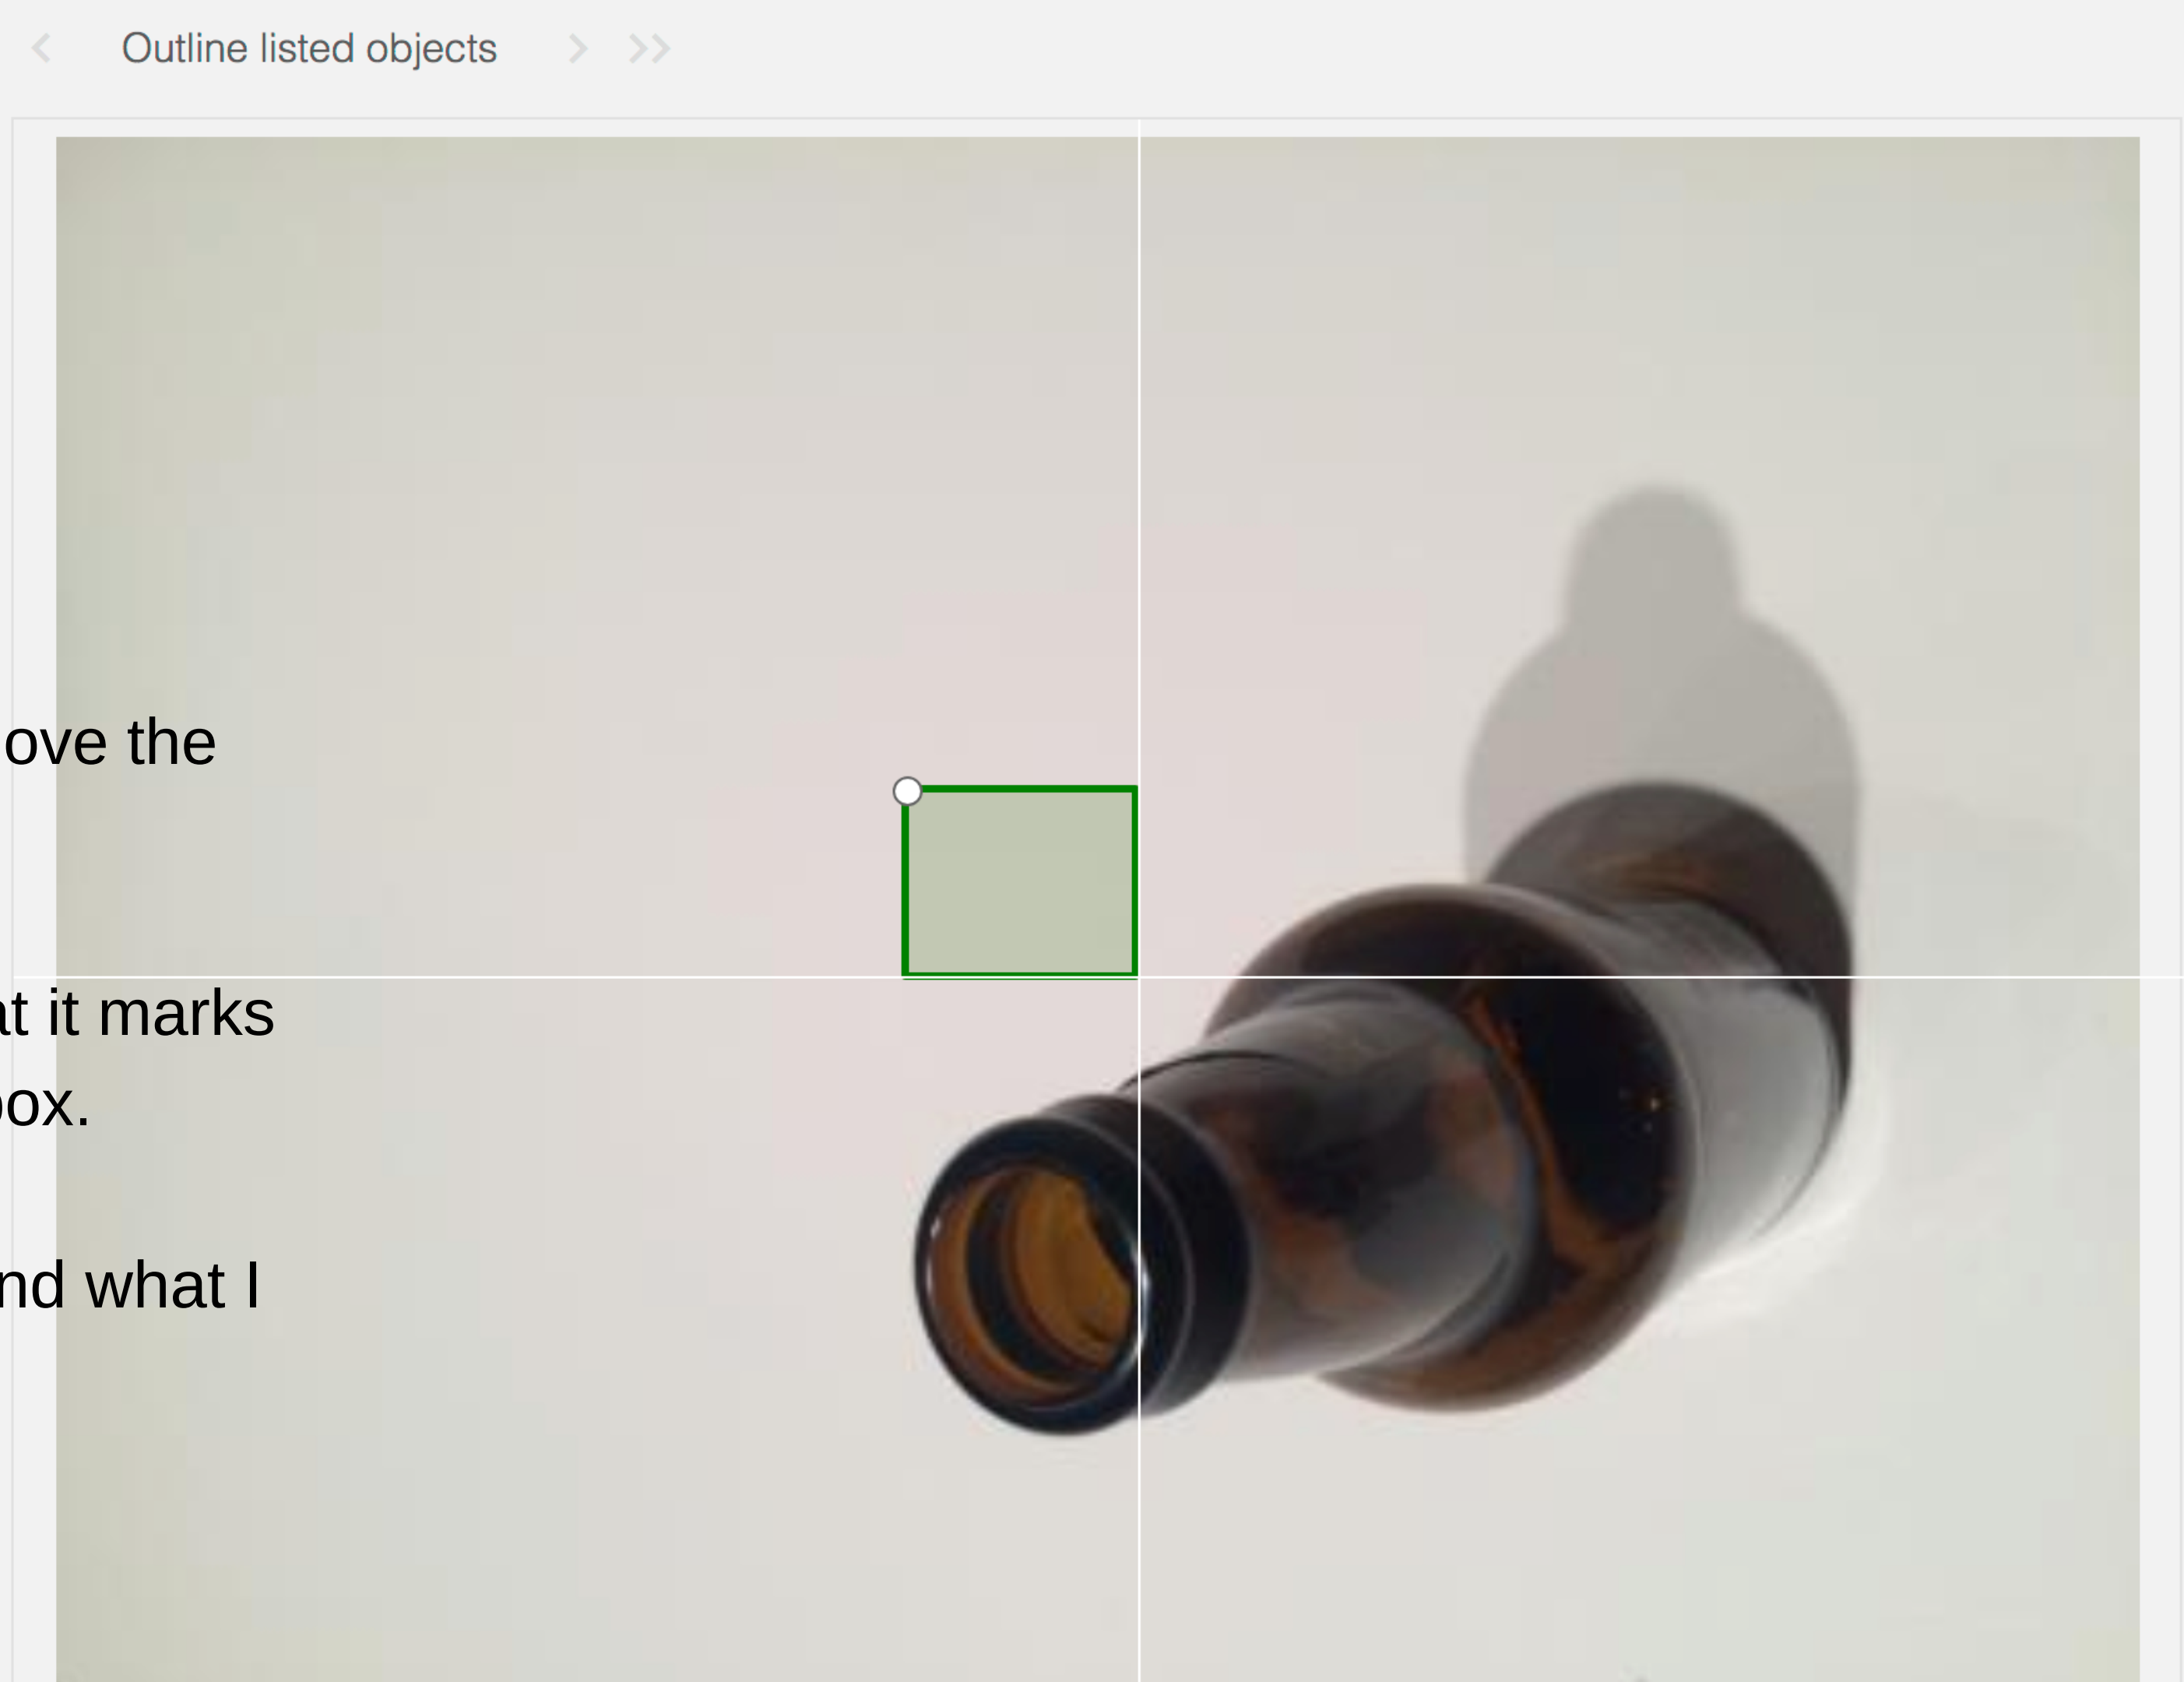 Outline listed objects
ove the
t it marks
ox.
nd what I